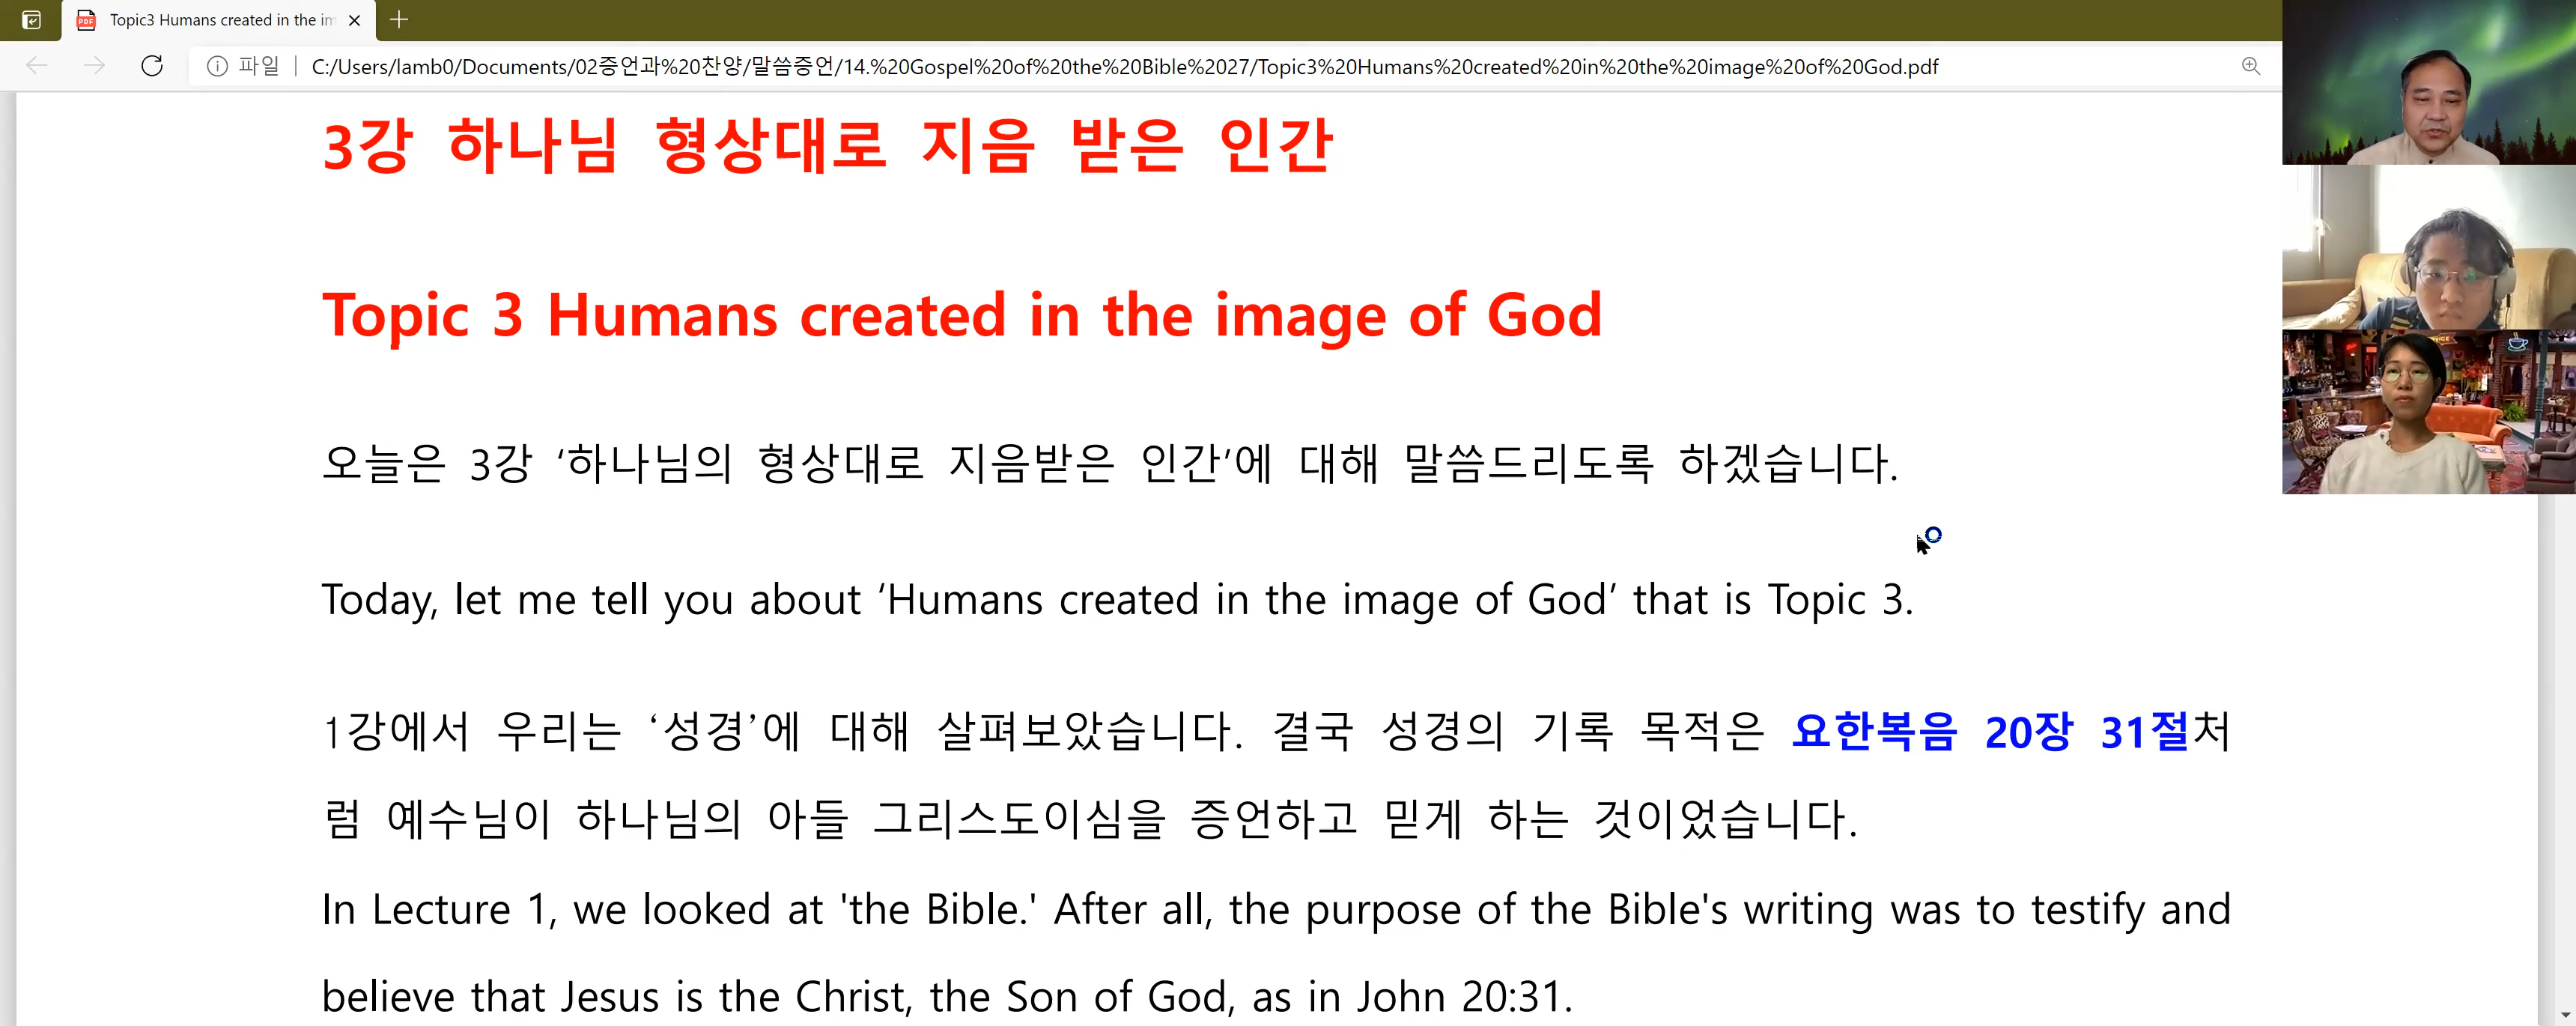 Topic3 Humans created in the im
파일
C:/Users/lamb0/Documents/02증언과%20찬양/말씀증언/14.%20Gospel%20of%20the%20Bible%2027/Topic3%20Humans%20created%20in%20the%20image%20of%20God.pdf
3강 하나님 형상대로 지음 받은 인간
Topic 3 Humans created in the image of God
오늘은 3강 ‘하나님의 형상대로 지음받은 인간’에 대해 말씀드리도록 하겠습니다.
Today, let me tell you about ‘Humans created in the image of God’ that is Topic 3.
1강에서 우리는 ‘성경’에 대해 살펴보았습니다. 결국 성경의 기록 목적은 요한복음 20장 31절처
럼 예수님이 하나님의 아들 그리스도이심을 증언하고 믿게 하는 것이었습니다.
In Lecture 1, we looked at 'the Bible.' After all, the purpose of the Bible's writing was to testify and
believe that Jesus is the Christ, the Son of God, as in John 20:31.